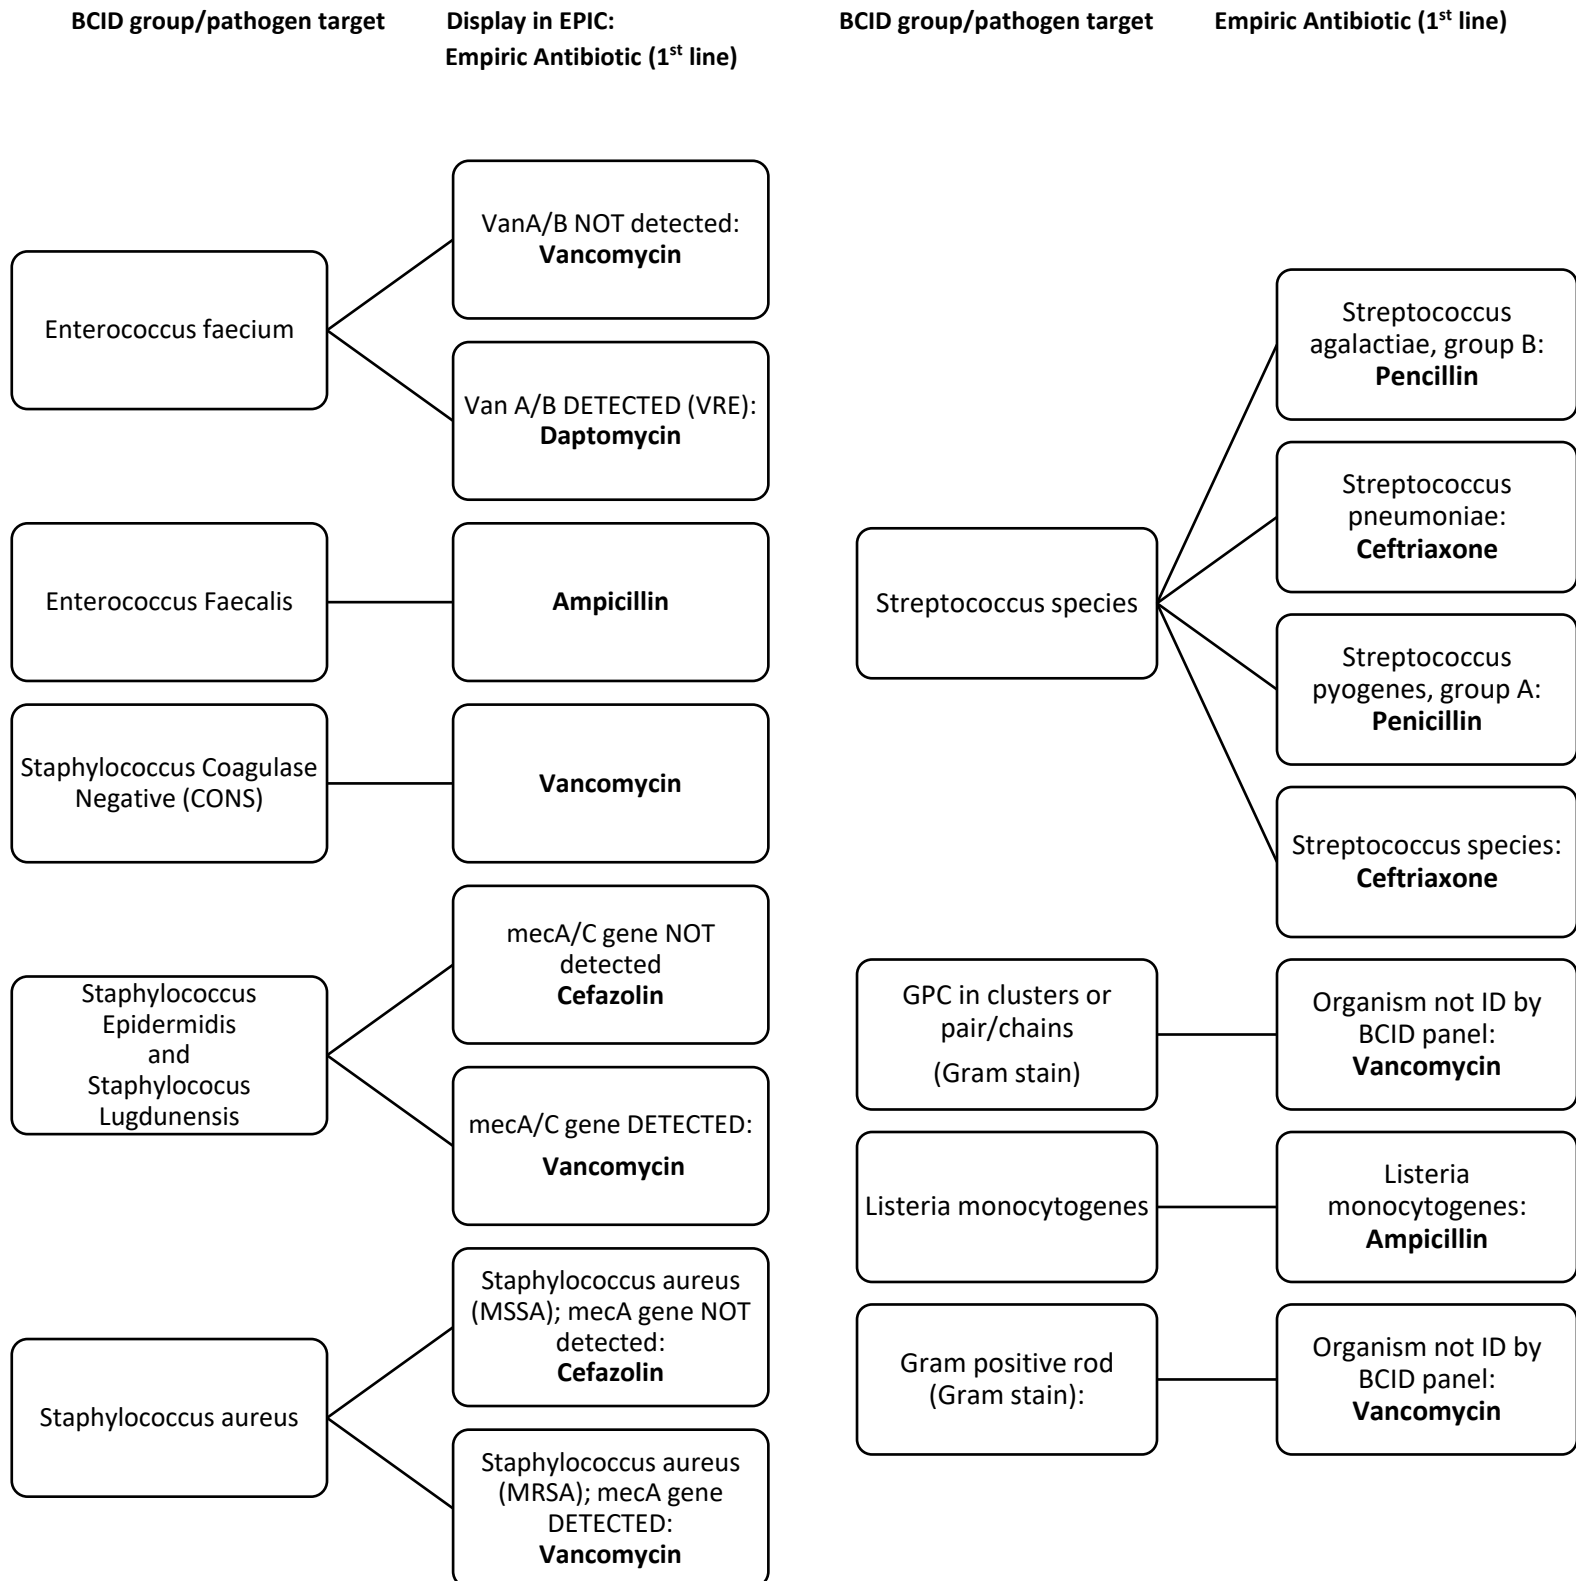 BCID group/pathogen target
Display in EPIC:
Empiric Antibiotic (1st line)
Enterococcus faecium
VanA/B NOT detected:
Vancomycin
Van A/B DETECTED (VRE):
Daptomycin
Enterococcus Faecalis
Ampicillin
Staphylococcus Coagulase
Negative (CONS)
Vancomycin
Staphylococcus
Epidermidis
and
Staphylococus
Lugdunensis
mecA/C gene NOT
detected
Cefazolin
mecA/C gene DETECTED:
Vancomycin
Staphylococcus aureus
Staphylococcus aureus
(MSSA); mecA gene NOT
detected:
Cefazolin
Staphylococcus aureus
(MRSA); mecA gene
DETECTED:
Vancomycin
BCID group/pathogen target
Empiric Antibiotic (1st line)
Streptococcus species
Streptococcus
agalactiae, group B:
Pencillin
Streptococcus
pneumoniae:
Ceftriaxone
Streptococcus
pyogenes, group A:
Penicillin
Streptococcus species:
Ceftriaxone
GPC in clusters or
pair/chains
(Gram stain)
Organism not ID by
BCID panel:
Vancomycin
Listeria monocytogenes
Listeria
monocytogenes:
Ampicillin
Gram positive rod
(Gram stain):
Organism not ID by
BCID panel:
Vancomycin